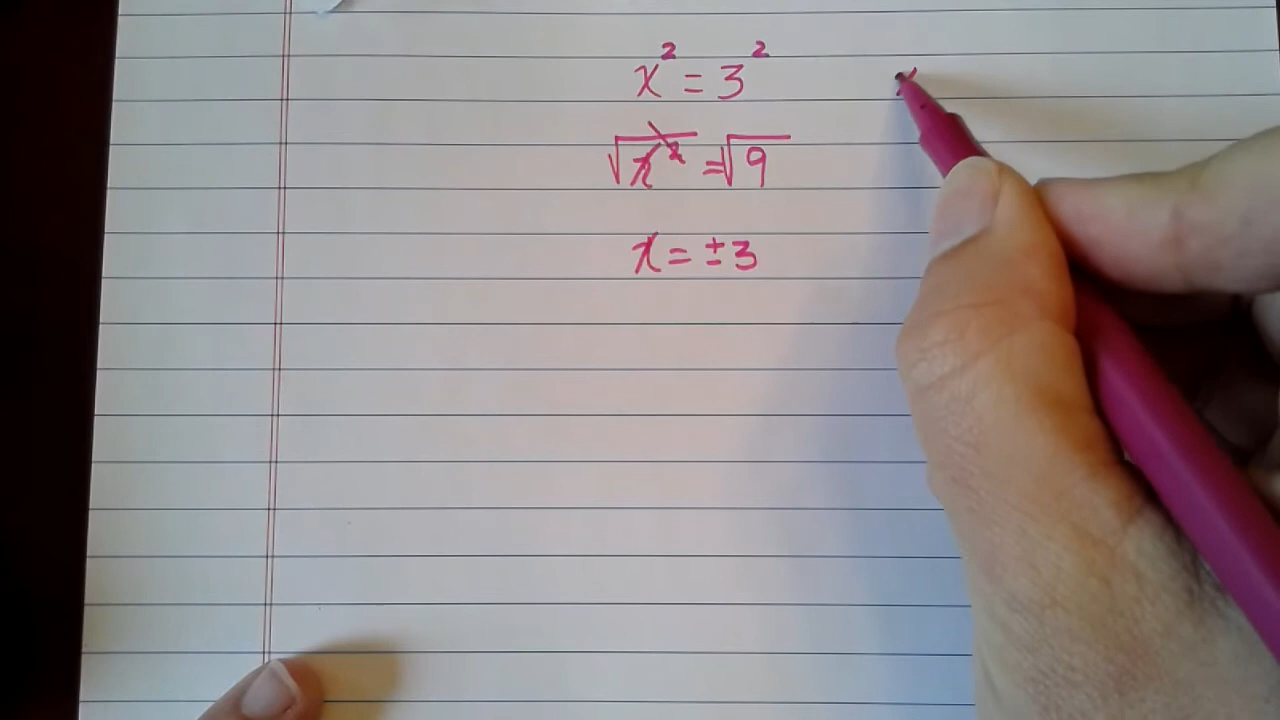 x² = 3²
√x² = √9
x = ±3